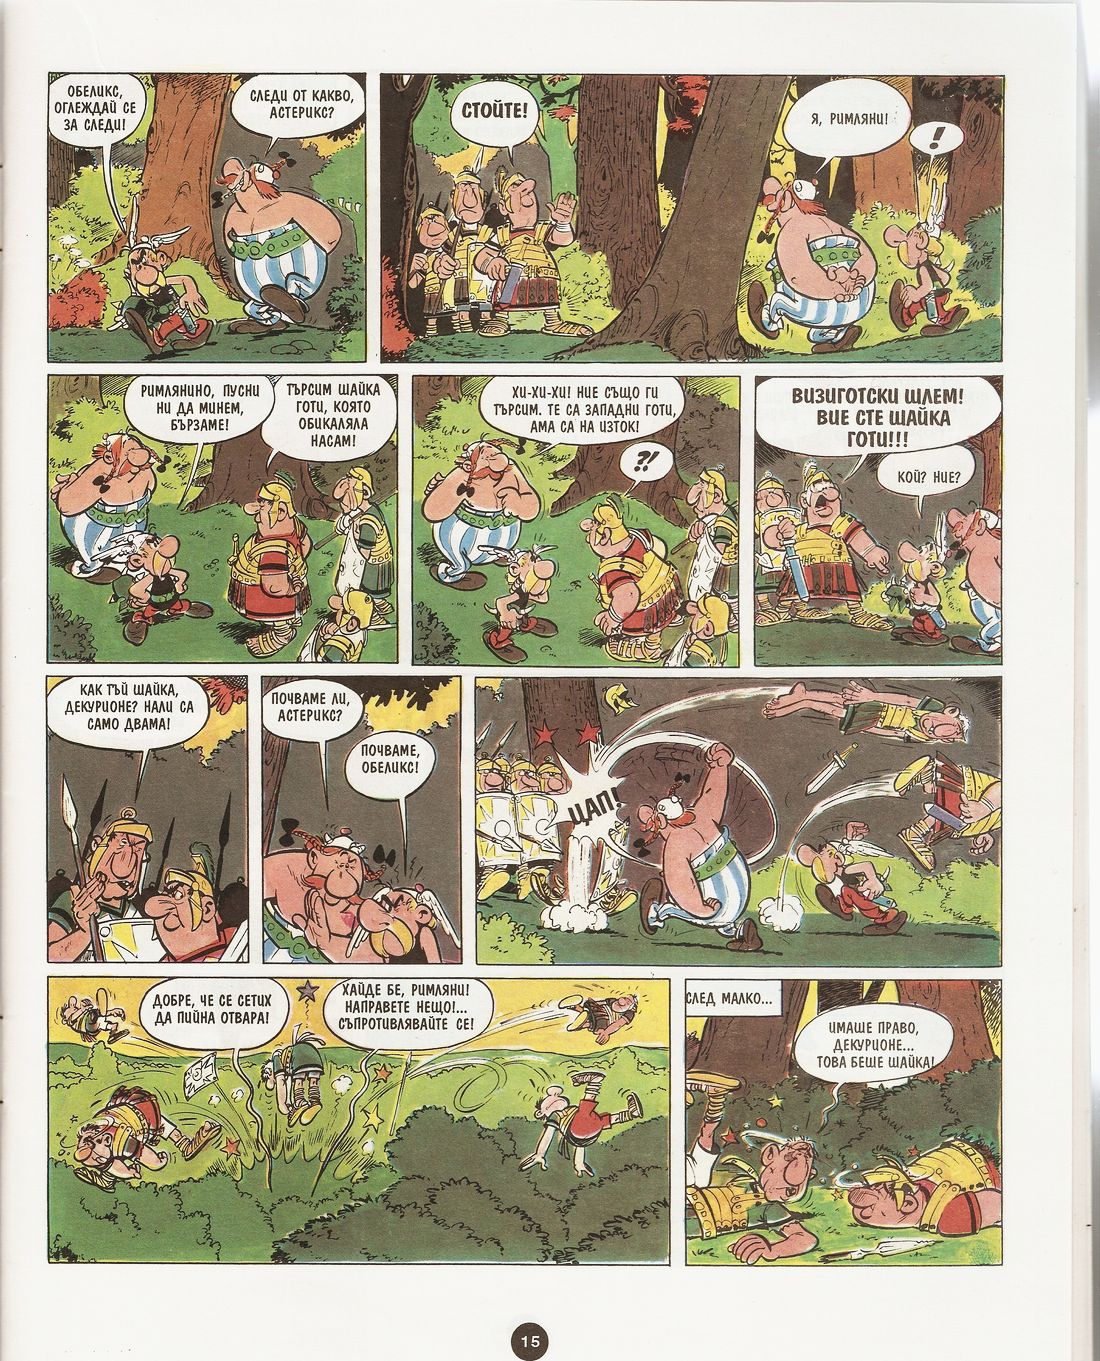 ОБЕЛИКС,
ОГЛЕЖДАЙ СЕ
ЗА СЛЕДИ!
СЛЕДИ ОТ КАКВО,
АСТЕРИКС?
СТОЙТЕ!
Я, РИМЛЯНИ!
!
РИМЛЯНИНО, ПУСНИ
НИ ДА МИНЕМ,
БЪРЗАМЕ!
ТЪРСИМ ШАЙКА
ГОТИ, КОЯТО
ОБИКАЛЯЛА
НАСАМ!
ХИ-ХИ-ХИ! НИЕ СЪЩО ГИ
ТЪРСИМ. ТЕ СА ЗАПАДНИ ГОТИ,
АМА СА НА ИЗТОК!
?!
ВИЗИГОТСКИ ШЛЕМ!
ВИЕ СТЕ ШАЙКА
ГОТИ!!!
КОЙ? НИЕ?
КАК ТЪЙ ШАЙКА,
ДЕКУРИОНЕ? НАЛИ СА
САМО ДВАМА!
ПОЧВАМЕ ЛИ,
АСТЕРИКС?
ПОЧВАМЕ,
ОБЕЛИКС!
ЦАП!
ДОБРЕ, ЧЕ СЕ СЕТИХ
ДА ПИЙНА ОТВАРА!
ХАЙДЕ БЕ, РИМЛЯНИ!
НАПРАВЕТЕ НЕЩО!...
СЪПРОТИВЛЯВАЙТЕ СЕ!
СЛЕД МАЛКО...
ИМАШЕ ПРАВО,
ДЕКУРИОНЕ...
ТОВА БЕШЕ ШАЙКА!
15